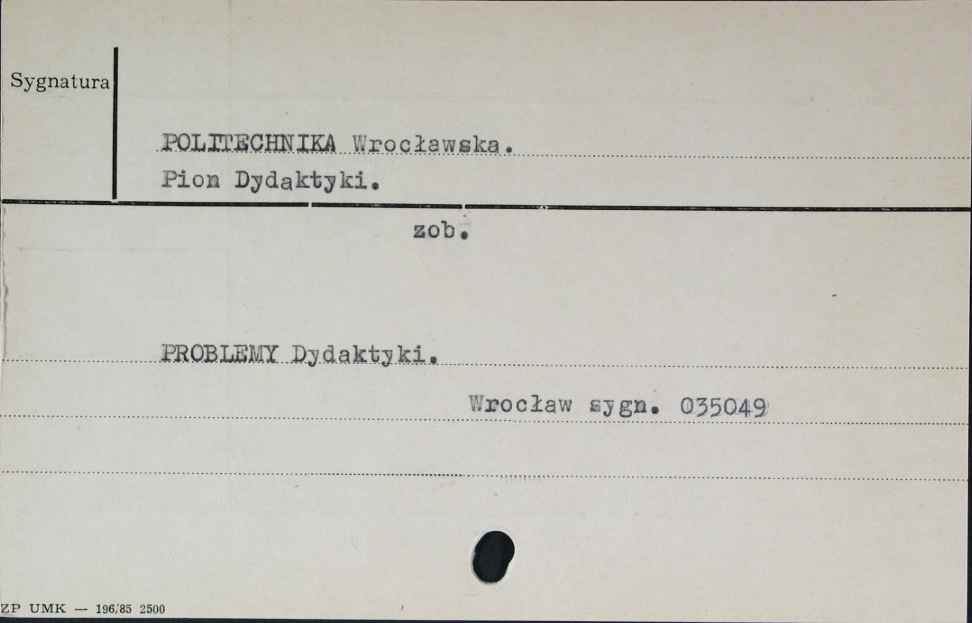 Sygnatura
POLITECHNIKA Wrocławska.
Pion Dydaktyki.
zob.
PROBLEMY Dydaktyki.
Wrocław sygn. 035049
ZP UMK — 196/85 2500